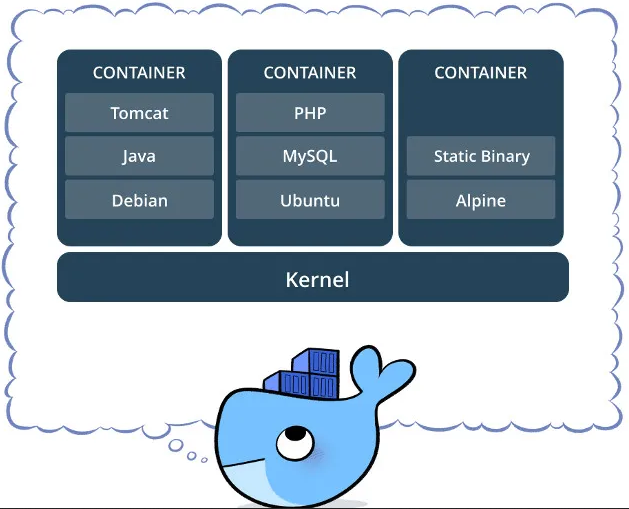 CONTAINER
Tomcat
Java
Debian
CONTAINER
PHP
MySQL
Ubuntu
CONTAINER
Static Binary
Alpine
Kernel